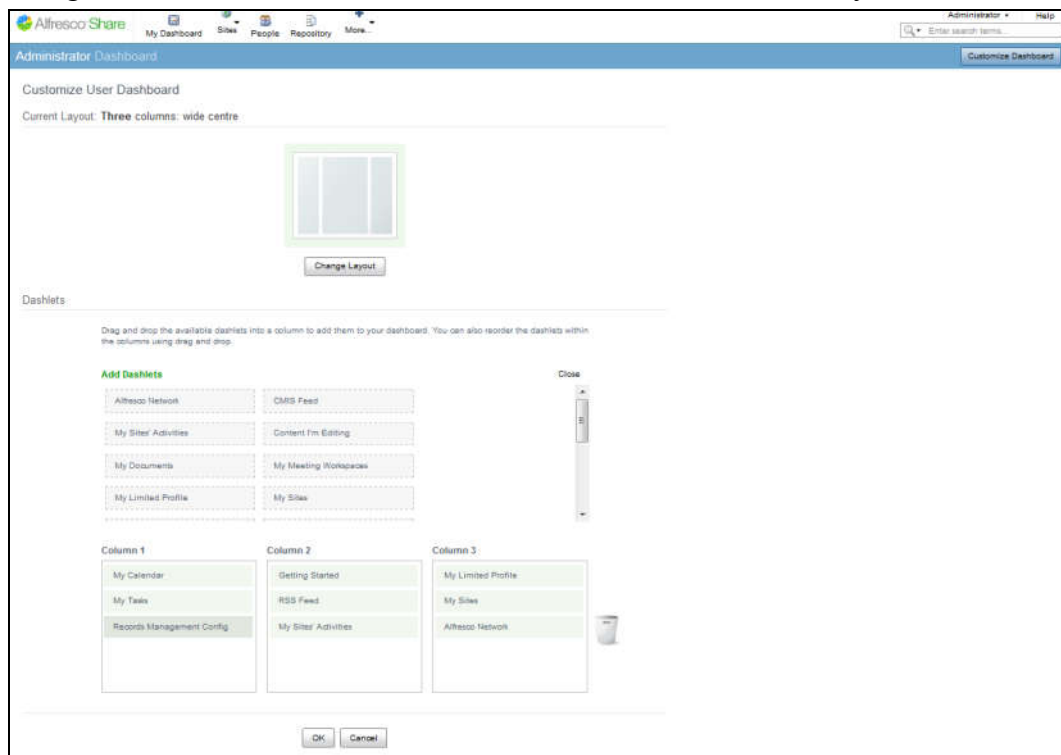 Alfresco Share
My Dashboard Sites People Repository More...
Administrator Help
Enter search terms...
Administrator Dashboard
Customize Dashboard
Customize User Dashboard
Current Layout: Three columns: wide centre
Change Layout
Dashlets
Drag and drop the available dashlets into a column to add them to your dashboard. You can also reorder the dashlets within
the columns using drag and drop.
Add Dashlets Close
Alfresco Network CMIS Feed
My Sites' Activities Content I'm Editing
My Documents My Meeting Workspaces
My Limited Profile My Sites
Column 1 Column 2 Column 3
My Calendar Getting Started My Limited Profile
My Tasks RSS Feed My Sites
Records Management Config My Sites' Activities Alfresco Network
OK Cancel